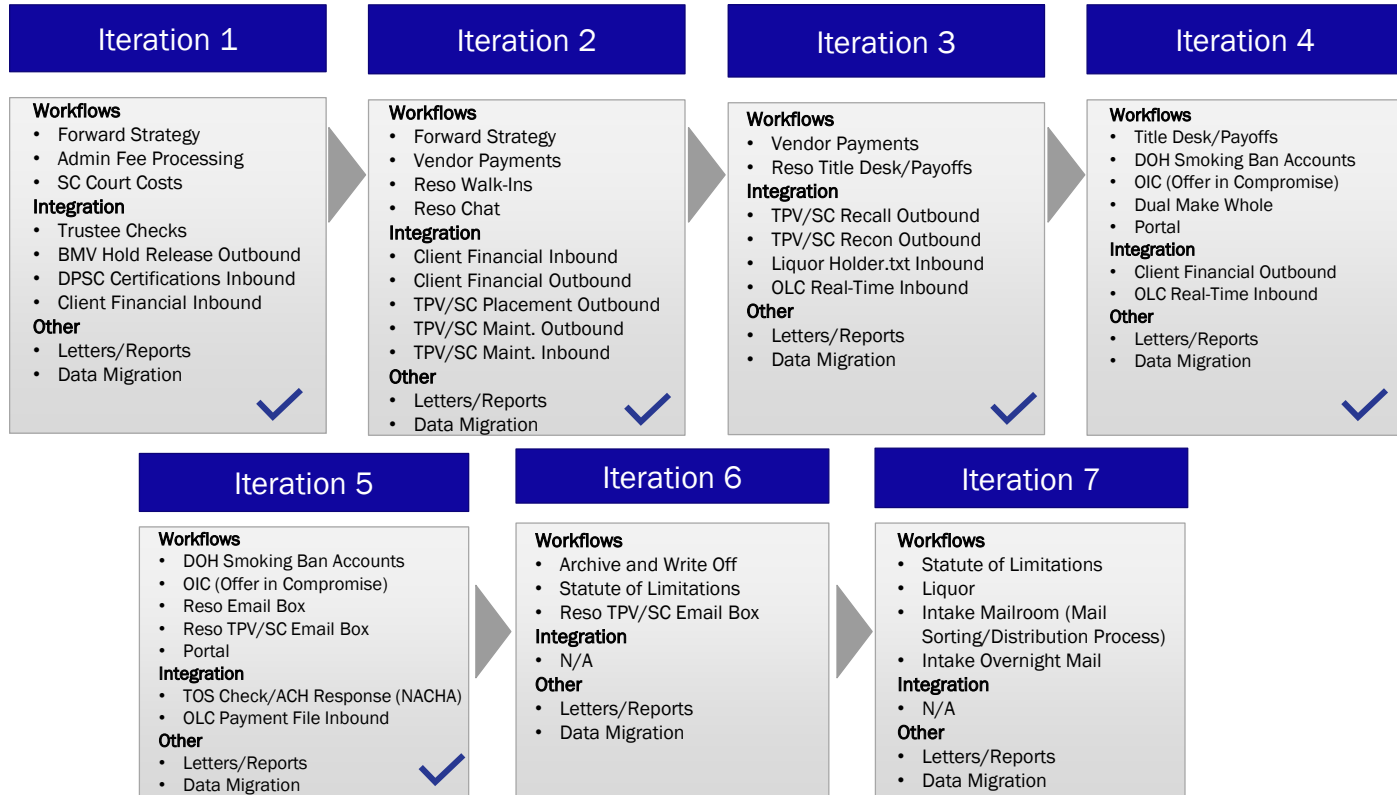 Iteration 1
Workflows
• Forward Strategy
• Admin Fee Processing
• SC Court Costs
Integration
• Trustee Checks
• BMV Hold Release Outbound
• DPSC Certifications Inbound
• Client Financial Inbound
Other
• Letters/Reports
• Data Migration
Iteration 2
Workflows
• Forward Strategy
• Vendor Payments
• Reso Walk-Ins
• Reso Chat
Integration
• Client Financial Inbound
• Client Financial Outbound
• TPV/SC Placement Outbound
• TPV/SC Maint. Outbound
• TPV/SC Maint. Inbound
Other
• Letters/Reports
• Data Migration
Iteration 3
Workflows
• Vendor Payments
• Reso Title Desk/Payoffs
Integration
• TPV/SC Recall Outbound
• TPV/SC Recon Outbound
• Liquor Holder.txt Inbound
• OLC Real-Time Inbound
Other
• Letters/Reports
• Data Migration
Iteration 4
Workflows
• Title Desk/Payoffs
• DOH Smoking Ban Accounts
• OIC (Offer in Compromise)
• Dual Make Whole
• Portal
Integration
• Client Financial Outbound
• OLC Real-Time Inbound
Other
• Letters/Reports
• Data Migration
Iteration 5
Workflows
• DOH Smoking Ban Accounts
• OIC (Offer in Compromise)
• Reso Email Box
• Reso TPV/SC Email Box
• Portal
Integration
• TOS Check/ACH Response (NACHA)
• OLC Payment File Inbound
Other
• Letters/Reports
• Data Migration
Iteration 6
Workflows
• Archive and Write Off
• Statute of Limitations
• Reso TPV/SC Email Box
Integration
• N/A
Other
• Letters/Reports
• Data Migration
Iteration 7
Workflows
• Statute of Limitations
• Liquor
• Intake Mailroom (Mail
Sorting/Distribution Process)
• Intake Overnight Mail
Integration
• N/A
Other
• Letters/Reports
• Data Migration